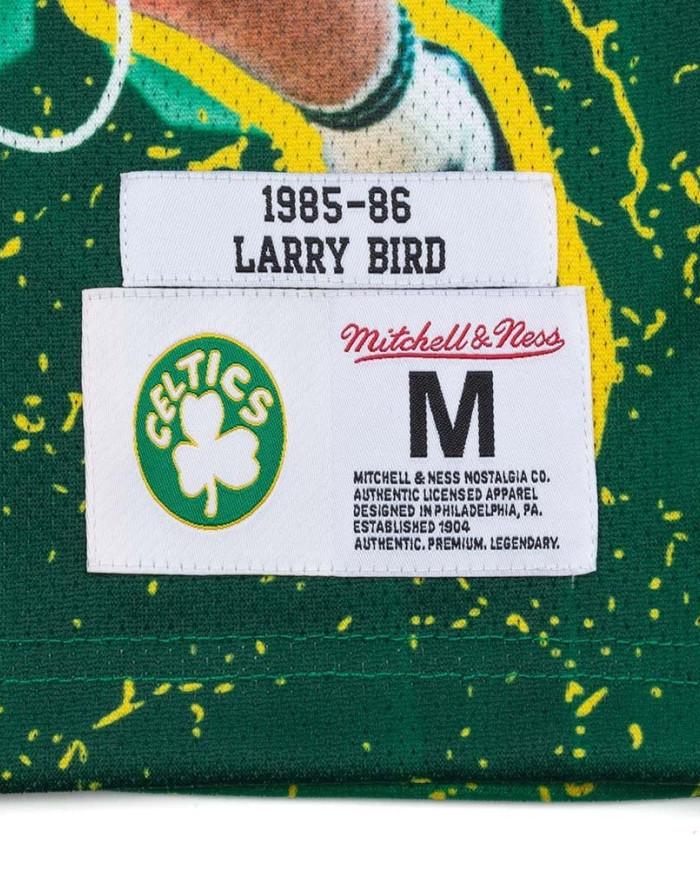 1985-86
LARRY BIRD
CELTICS
Mitchell & Ness
M
MITCHELL & NESS NOSTALGIA CO.
AUTHENTIC LICENSED APPAREL
DESIGNED IN PHILADELPHIA, PA.
ESTABLISHED 1904
AUTHENTIC. PREMIUM. LEGENDARY.